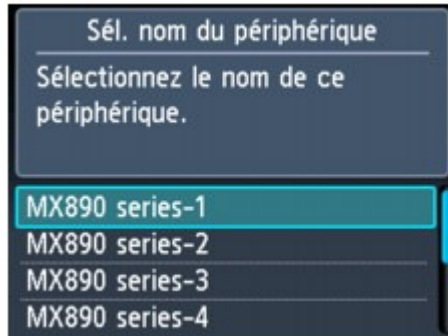 Sél. nom du périphérique
Sélectionnez le nom de ce
périphérique.
MX890 series-1
MX890 series-2
MX890 series-3
MX890 series-4